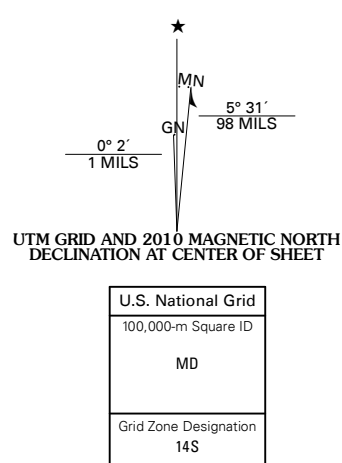 ★
MN
GN
5° 31´
98 MILS
0° 2´
1 MILS
UTM GRID AND 2010 MAGNETIC NORTH
DECLINATION AT CENTER OF SHEET
U.S. National Grid
100,000-m Square ID
MD
Grid Zone Designation
14S